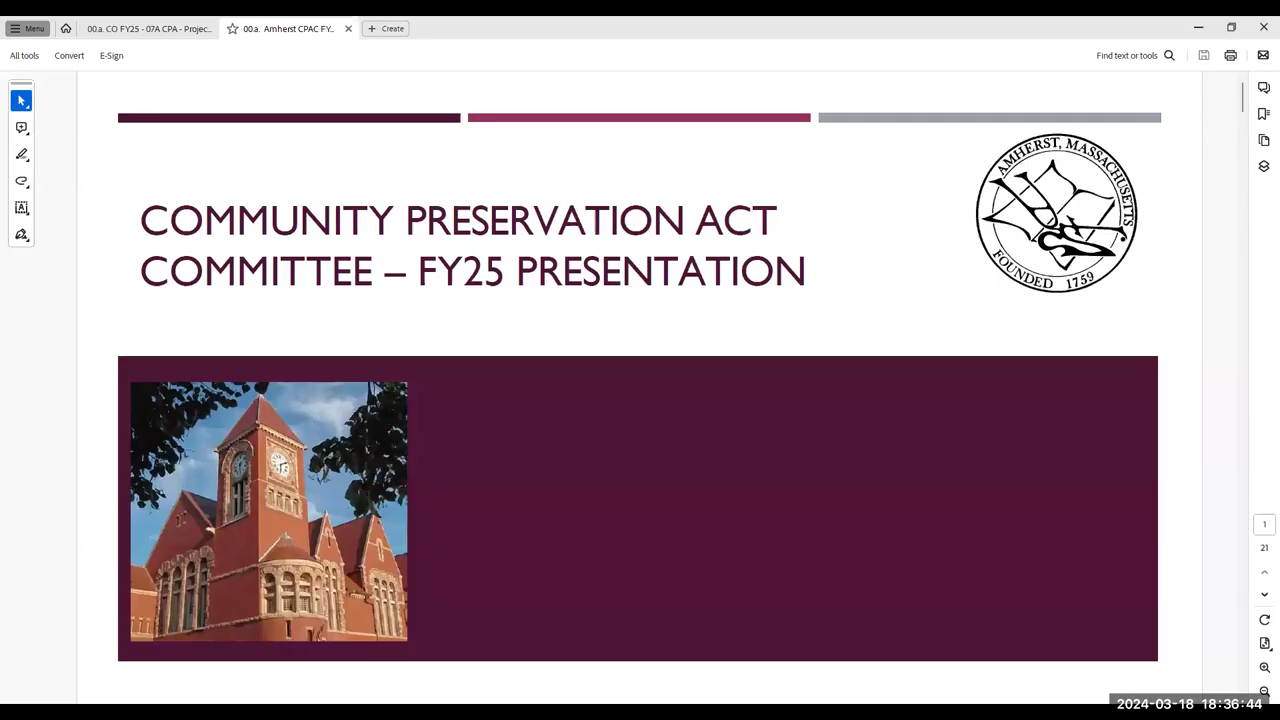 Menu
00.a. CO FY25 - 07A CPA - Projec...
00.a. Amherst CPAC FY...
Create
All tools
Convert
E-Sign
Find text or tools
AMHERST, MASSACHUSETTS
FOUNDED 1759
COMMUNITY PRESERVATION ACT
COMMITTEE – FY25 PRESENTATION
1
21
2024-03-18 18:36:44